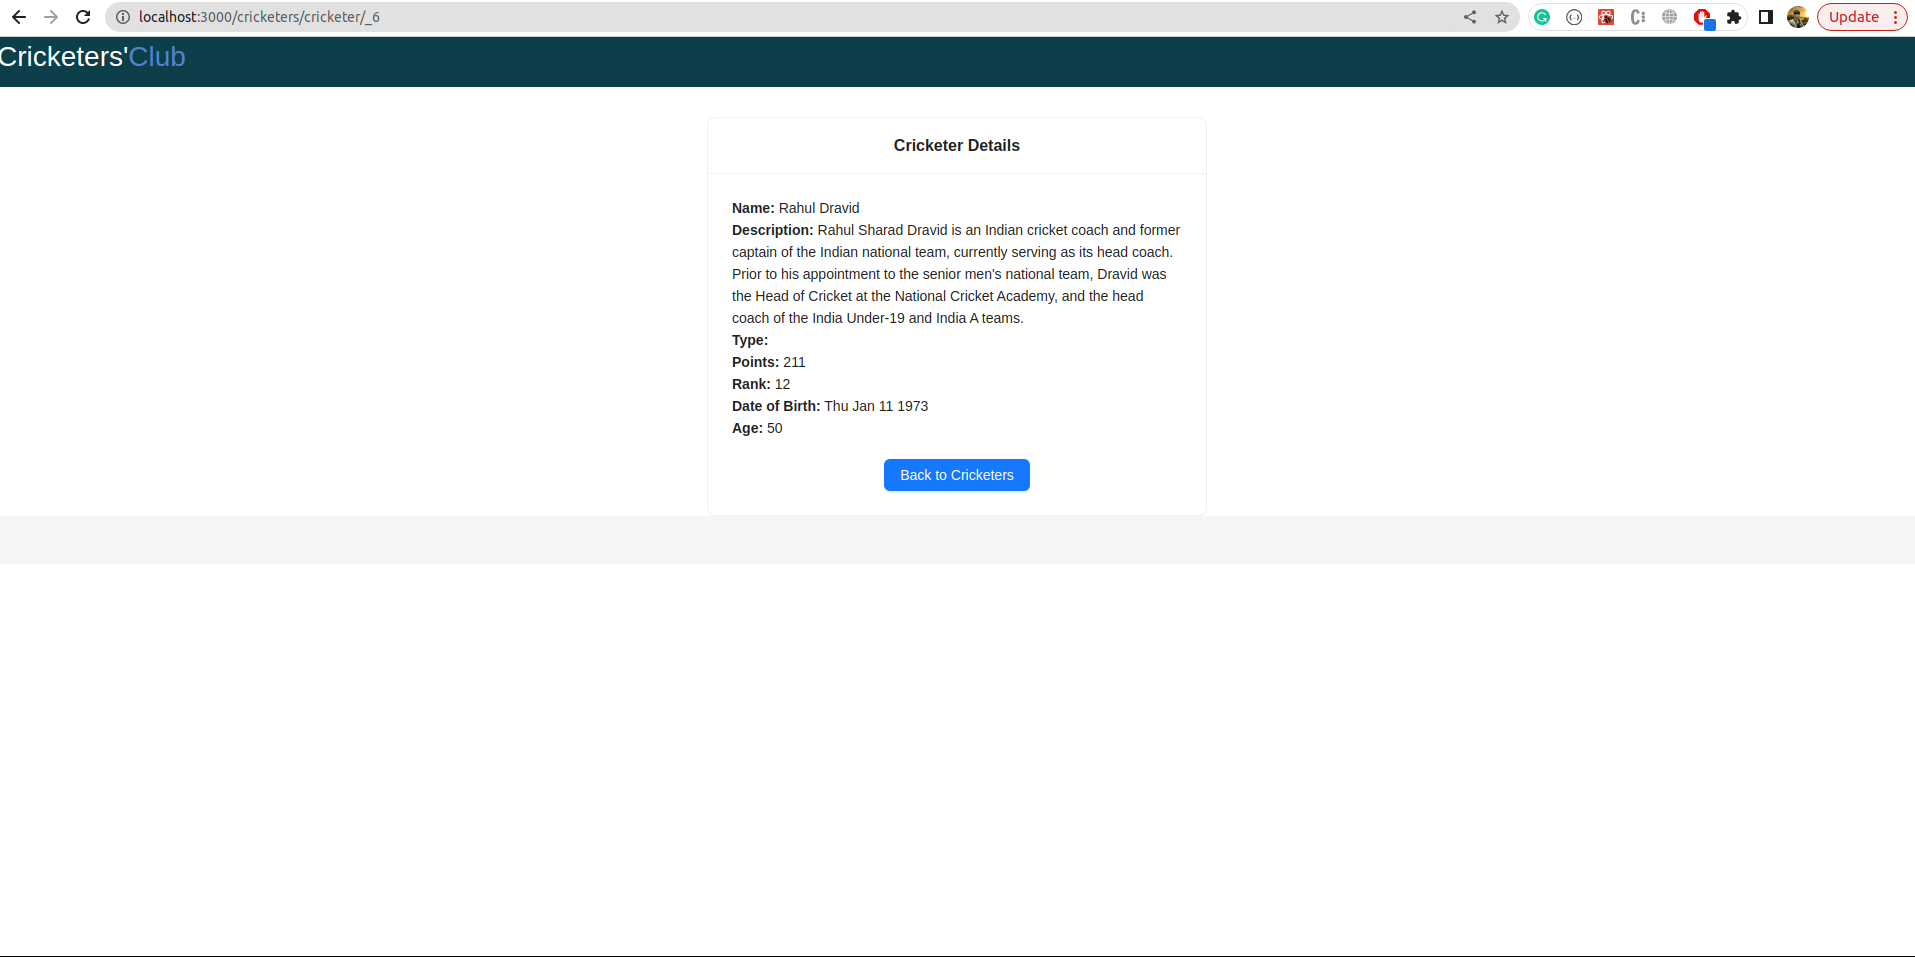 localhost:3000/cricketers/cricketer/_6
Update
Cricketers'Club
Cricketer Details
Name: Rahul Dravid
Description: Rahul Sharad Dravid is an Indian cricket coach and former
captain of the Indian national team, currently serving as its head coach.
Prior to his appointment to the senior men's national team, Dravid was
the Head of Cricket at the National Cricket Academy, and the head
coach of the India Under-19 and India A teams.
Type:
Points: 211
Rank: 12
Date of Birth: Thu Jan 11 1973
Age: 50
Back to Cricketers